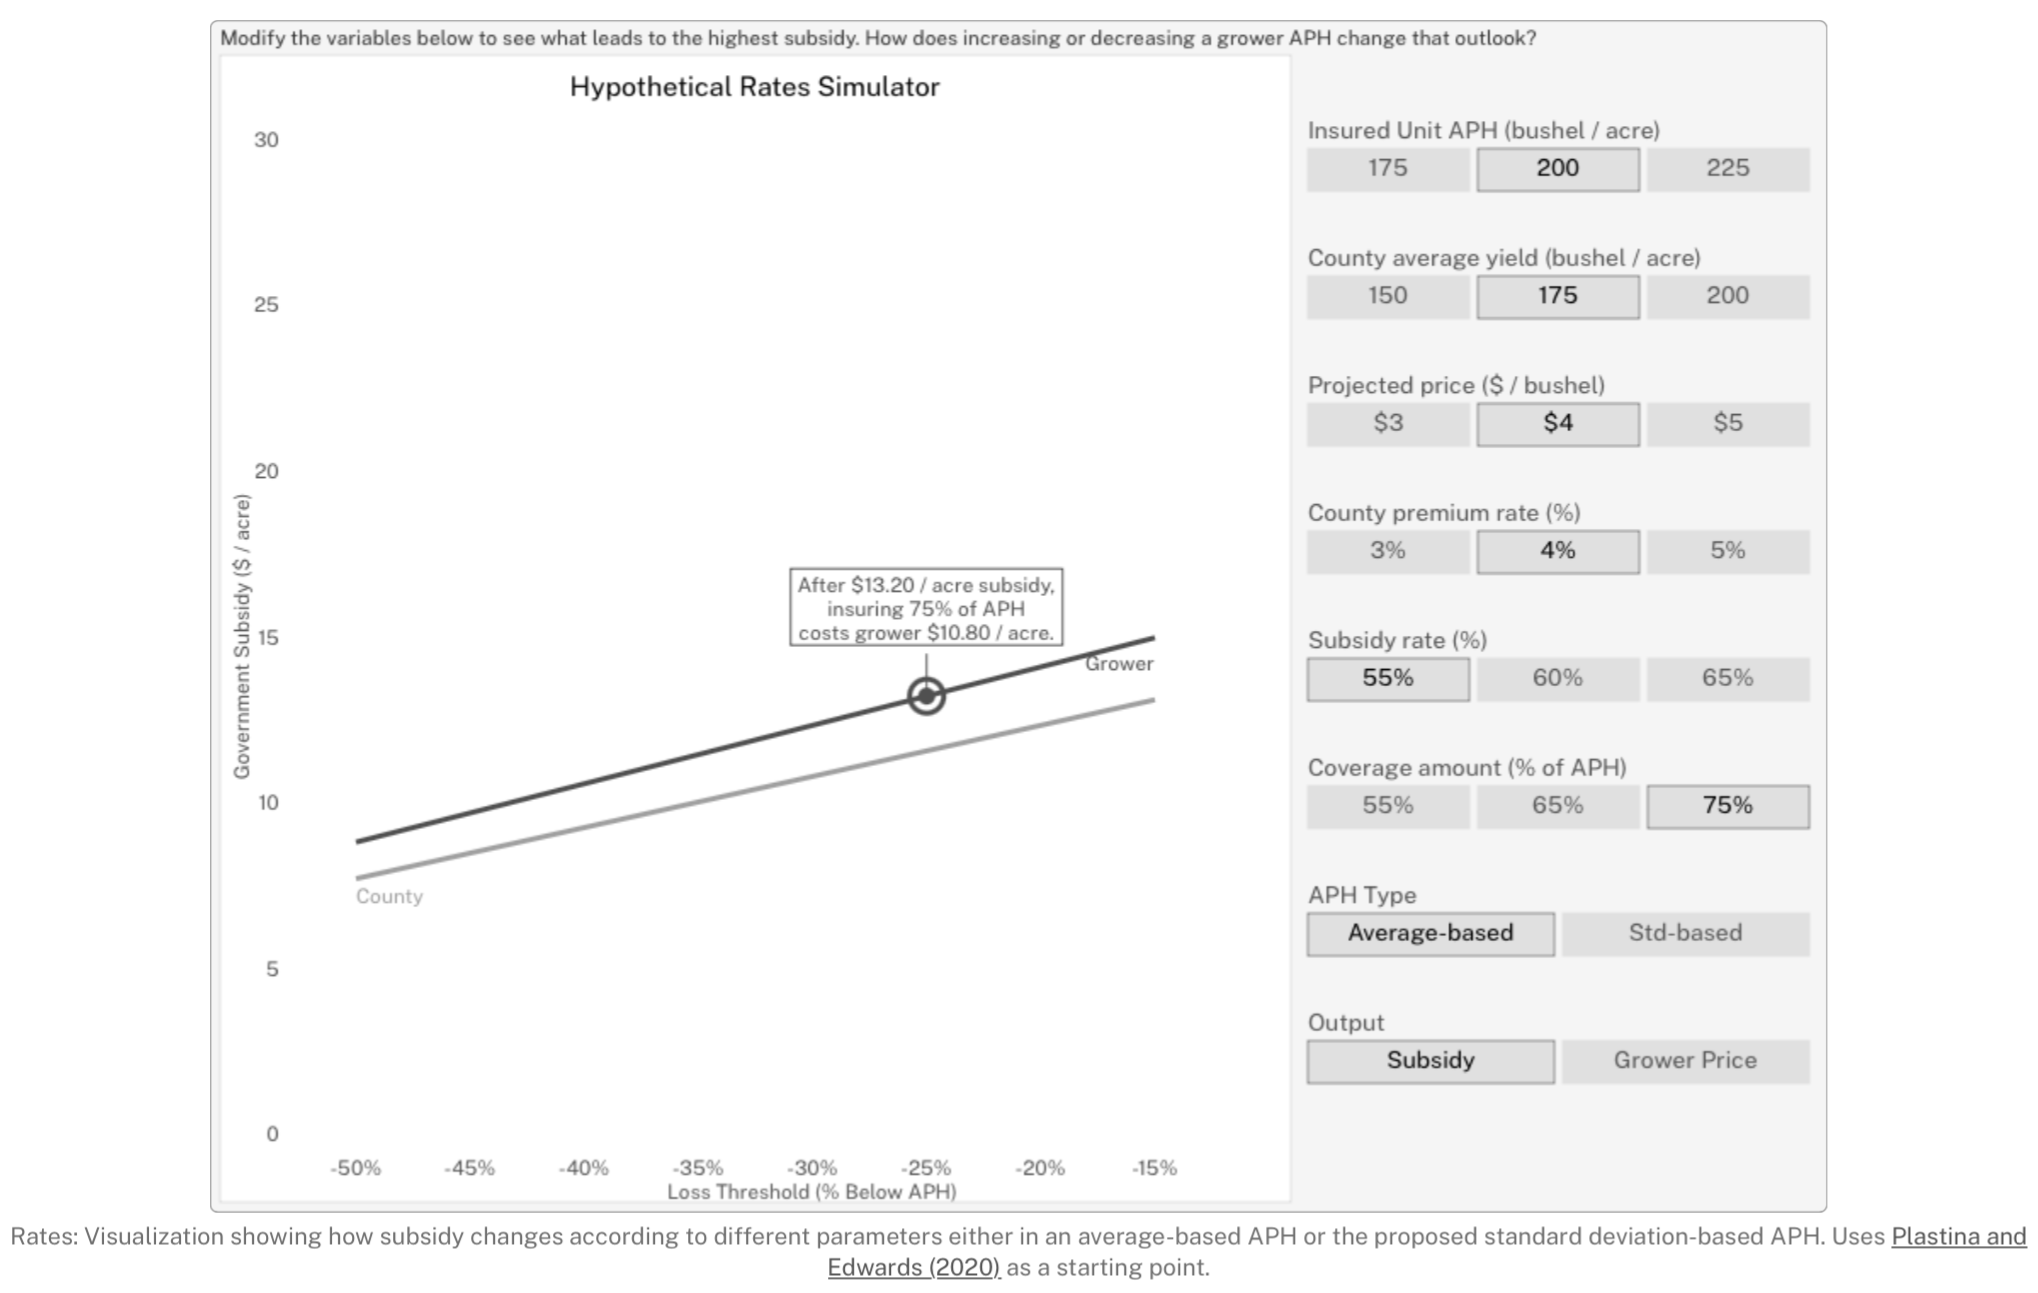 Modify the variables below to see what leads to the highest subsidy. How does increasing or decreasing a grower APH change that outlook?
Hypothetical Rates Simulator
30
25
20
15
10
5
0
Government Subsidy ($ / acre)
After $13.20 / acre subsidy,
insuring 75% of APH
costs grower $10.80 / acre.
Grower
County
-50% -45% -40% -35% -30% -25% -20% -15%
Loss Threshold (% Below APH)
Insured Unit APH (bushel / acre)
175 200 225
County average yield (bushel / acre)
150 175 200
Projected price ($ / bushel)
$3 $4 $5
County premium rate (%)
3% 4% 5%
Subsidy rate (%)
55% 60% 65%
Coverage amount (% of APH)
55% 65% 75%
APH Type
Average-based Std-based
Output
Subsidy Grower Price
Rates: Visualization showing how subsidy changes according to different parameters either in an average-based APH or the proposed standard deviation-based APH. Uses Plastina and
Edwards (2020) as a starting point.